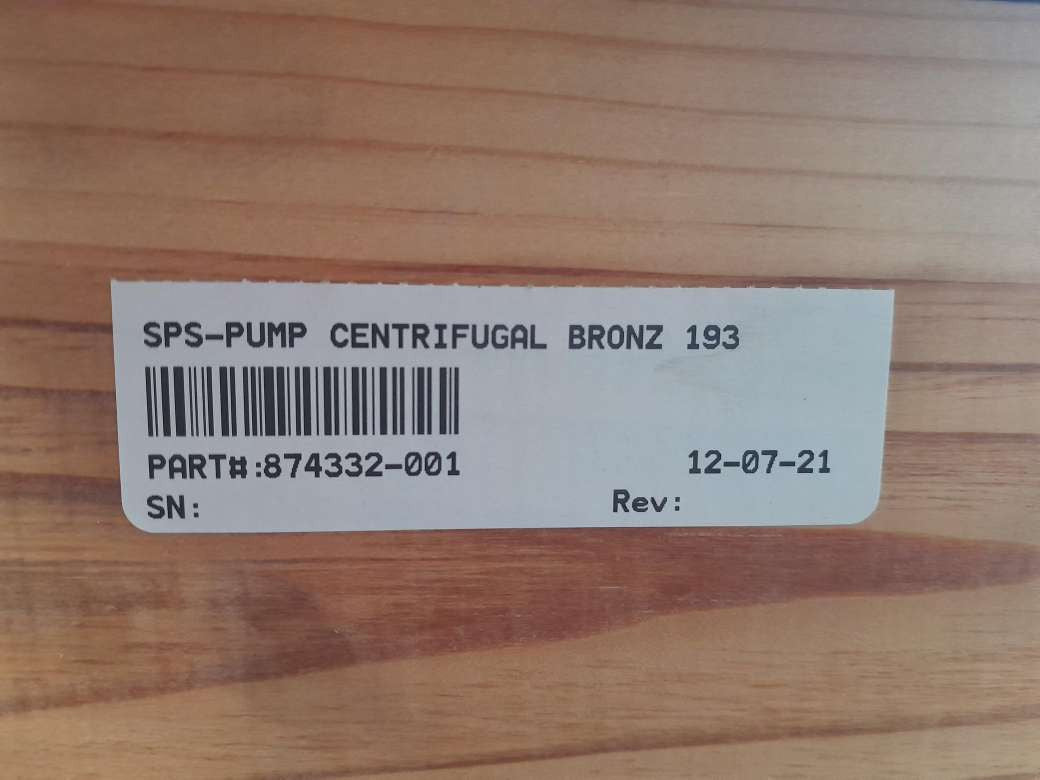 SPS-PUMP CENTRIFUGAL BRONZ 193
PART#:874332-001 12-07-21
SN: Rev: